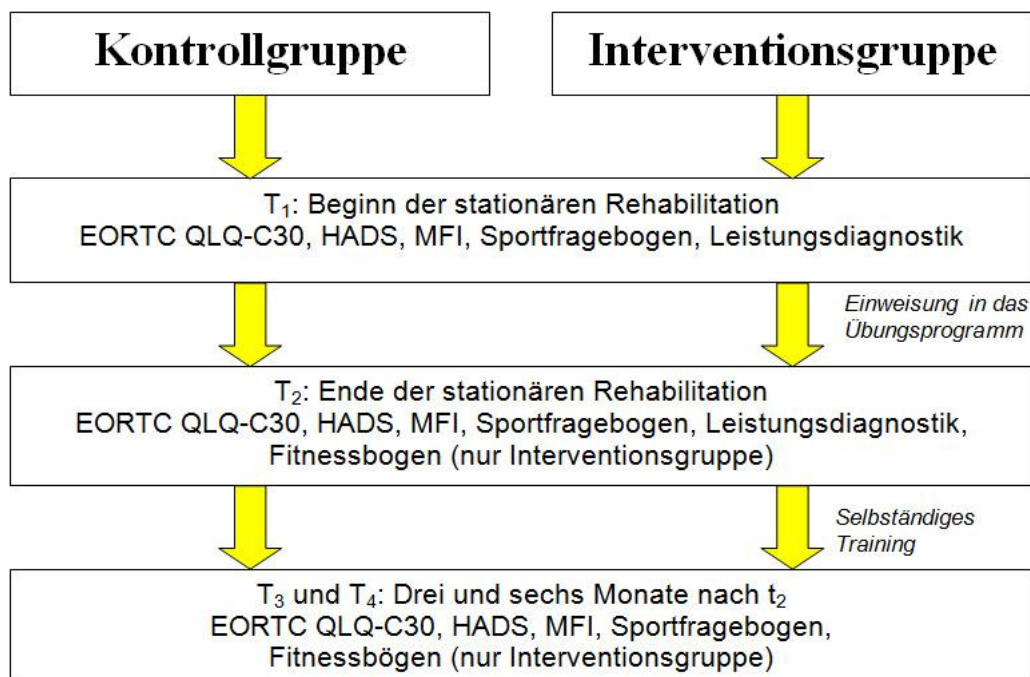 Kontrollgruppe
Interventionsgruppe
T₁: Beginn der stationären Rehabilitation
EORTC QLQ-C30, HADS, MFI, Sportfragebogen, Leistungsdiagnostik
Einweisung in das
Übungsprogramm
T₂: Ende der stationären Rehabilitation
EORTC QLQ-C30, HADS, MFI, Sportfragebogen, Leistungsdiagnostik,
Fitnessbogen (nur Interventionsgruppe)
Selbständiges
Training
T₃ und T₄: Drei und sechs Monate nach t₂
EORTC QLQ-C30, HADS, MFI, Sportfragebogen,
Fitnessbögen (nur Interventionsgruppe)